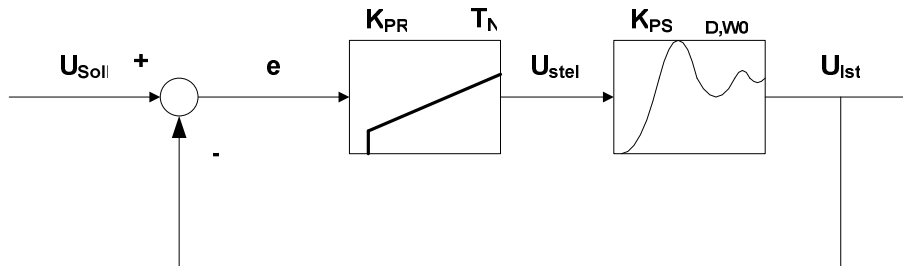 K_PR T_N K_PS D,W0
U_Soll + e U_stel U_Ist
-